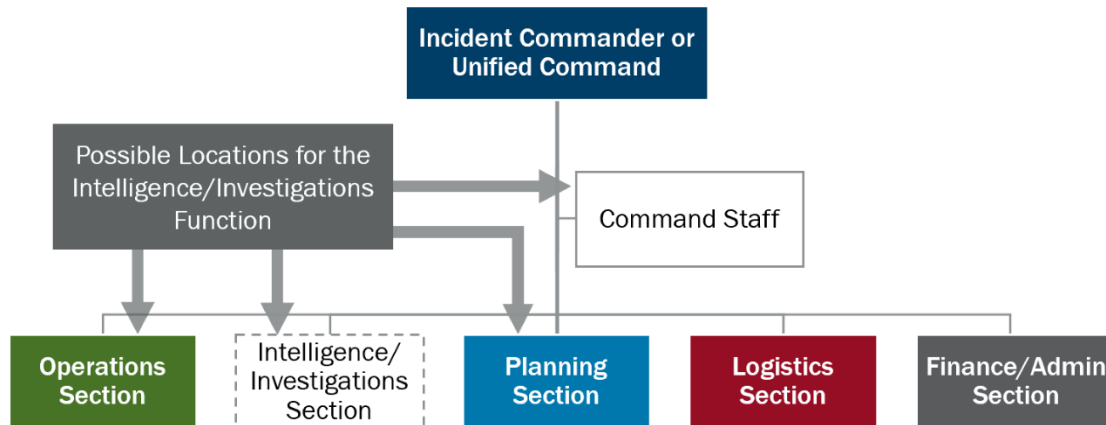 Incident Commander or
Unified Command
Possible Locations for the
Intelligence/Investigations
Function
Command Staff
Operations
Section
Intelligence/
Investigations
Section
Planning
Section
Logistics
Section
Finance/Admin
Section